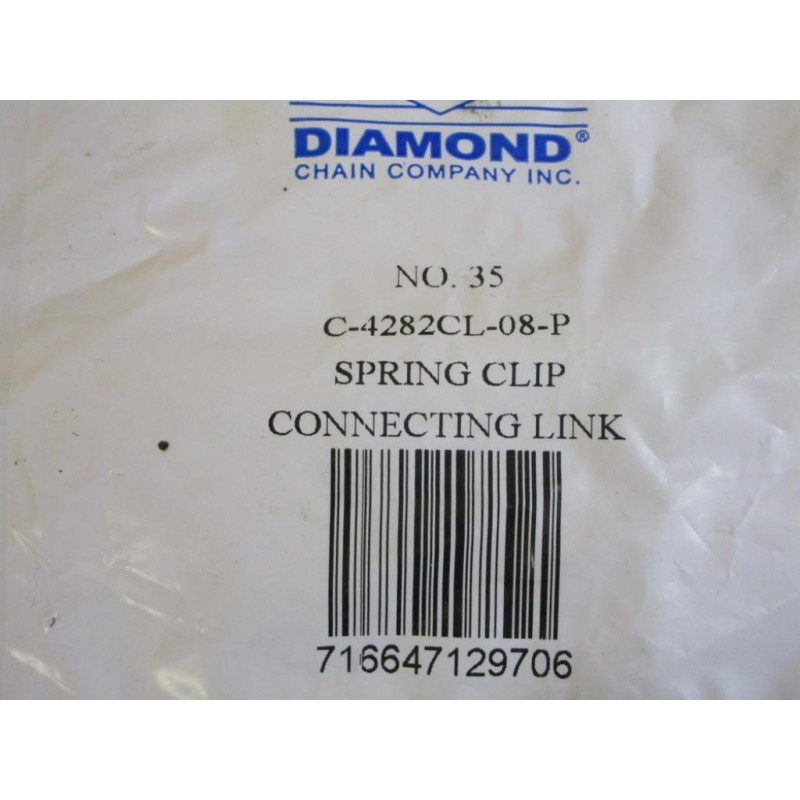 DIAMOND®
CHAIN COMPANY INC.
NO. 35
C-4282CL-08-P
SPRING CLIP
CONNECTING LINK
716647129706